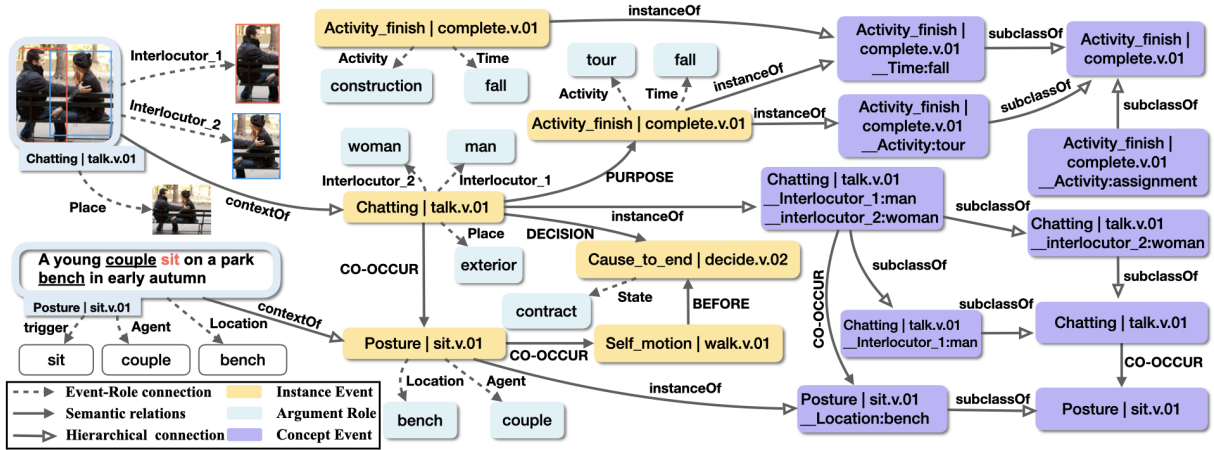 Interlocutor_1
Interlocutor_2
Chatting | talk.v.01
Place
contextOf
A young couple sit on a park
bench in early autumn
Posture | sit.v.01
trigger
Agent
Location
sit
couple
bench
contextOf
Event-Role connection
Semantic relations
Hierarchical connection
Instance Event
Argument Role
Concept Event
Activity_finish | complete.v.01
Activity
Time
construction
fall
instanceOf
tour
fall
Activity
Time
Activity_finish | complete.v.01
instanceOf
instanceOf
woman
man
Interlocutor_2
Interlocutor_1
PURPOSE
Chatting | talk.v.01
instanceOf
Place
exterior
DECISION
CO-OCCUR
Cause_to_end | decide.v.02
State
contract
BEFORE
Posture | sit.v.01
CO-OCCUR
Self_motion | walk.v.01
Location
Agent
bench
couple
instanceOf
Activity_finish |
complete.v.01
__Time:fall
subclassOf
Activity_finish |
complete.v.01
Activity_finish |
complete.v.01
__Activity:tour
subclassOf
subclassOf
Activity_finish |
complete.v.01
__Activity:assignment
Chatting | talk.v.01
__Interlocutor_1:man
__interlocutor_2:woman
subclassOf
Chatting | talk.v.01
__interlocutor_2:woman
subclassOf
subclassOf
CO-OCCUR
Chatting | talk.v.01
__Interlocutor_1:man
subclassOf
Chatting | talk.v.01
CO-OCCUR
Posture | sit.v.01
__Location:bench
subclassOf
Posture | sit.v.01